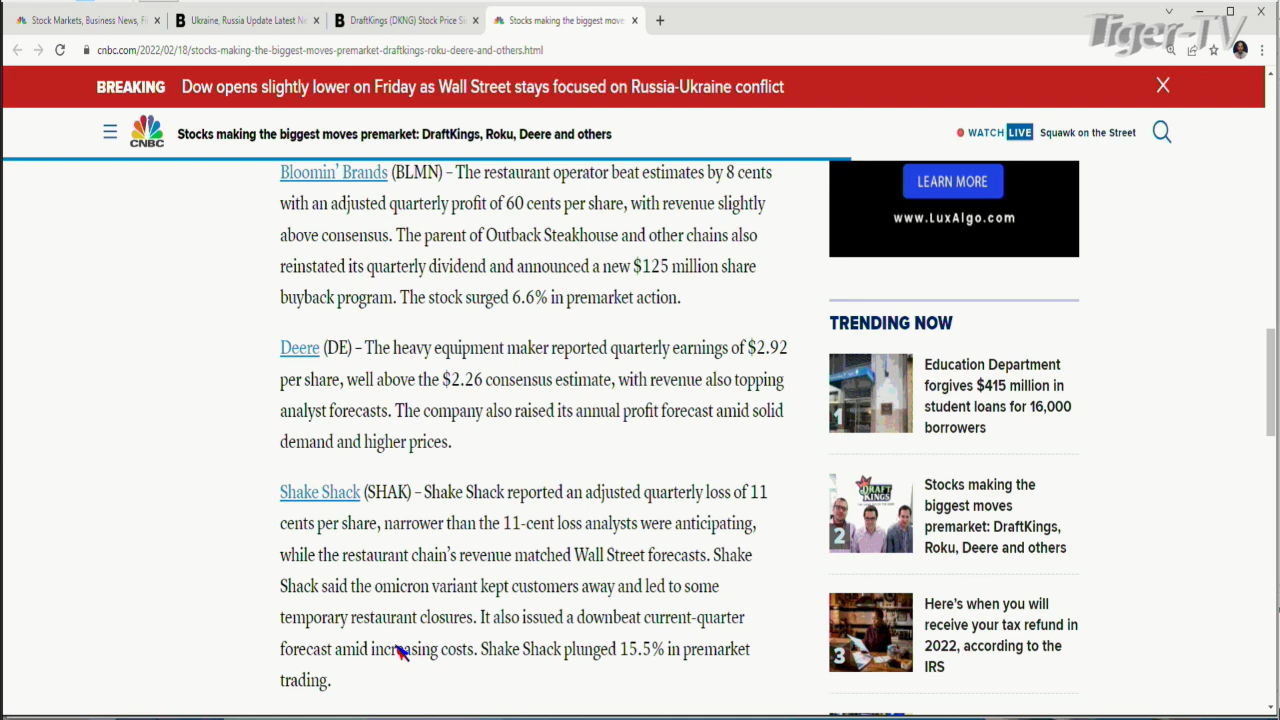 Stock Markets, Business News, Fi
Ukraine, Russia Update Latest Ne
DraftKings (DKNG) Stock Price Si
Stocks making the biggest move
Tiger-TV
cnbc.com/2022/02/18/stocks-making-the-biggest-moves-premarket-draftkings-roku-deere-and-others.html
BREAKING Dow opens slightly lower on Friday as Wall Street stays focused on Russia-Ukraine conflict
CNBC
Stocks making the biggest moves premarket: DraftKings, Roku, Deere and others
WATCH LIVE Squawk on the Street
Bloomin' Brands (BLMN) – The restaurant operator beat estimates by 8 cents
with an adjusted quarterly profit of 60 cents per share, with revenue slightly
above consensus. The parent of Outback Steakhouse and other chains also
reinstated its quarterly dividend and announced a new $125 million share
buyback program. The stock surged 6.6% in premarket action.
Deere (DE) – The heavy equipment maker reported quarterly earnings of $2.92
per share, well above the $2.26 consensus estimate, with revenue also topping
analyst forecasts. The company also raised its annual profit forecast amid solid
demand and higher prices.
Shake Shack (SHAK) – Shake Shack reported an adjusted quarterly loss of 11
cents per share, narrower than the 11-cent loss analysts were anticipating,
while the restaurant chain's revenue matched Wall Street forecasts. Shake
Shack said the omicron variant kept customers away and led to some
temporary restaurant closures. It also issued a downbeat current-quarter
forecast amid increasing costs. Shake Shack plunged 15.5% in premarket
trading.
LEARN MORE
www.LuxAlgo.com
TRENDING NOW
1
Education Department
forgives $415 million in
student loans for 16,000
borrowers
DRAFT
KINGS
2
Stocks making the
biggest moves
premarket: DraftKings,
Roku, Deere and others
3
Here's when you will
receive your tax refund in
2022, according to the
IRS